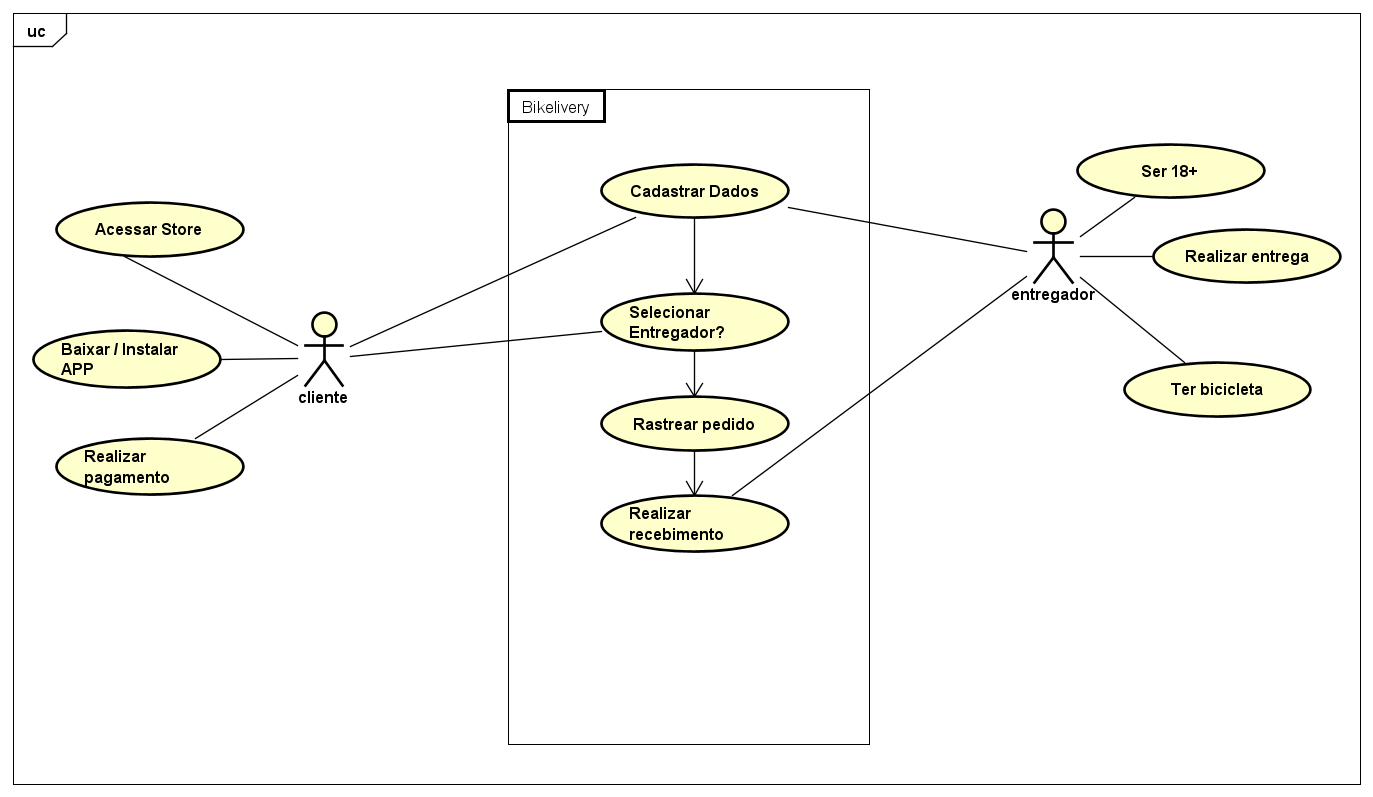 uc
Bikelivery
Cadastrar Dados
Selecionar
Entregador?
Rastrear pedido
Realizar
recebimento
Acessar Store
Baixar / Instalar
APP
Realizar
pagamento
cliente
Ser 18+
Realizar entrega
Ter bicicleta
entregador